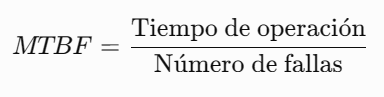 MTBF = Tiempo de operación
Número de fallas